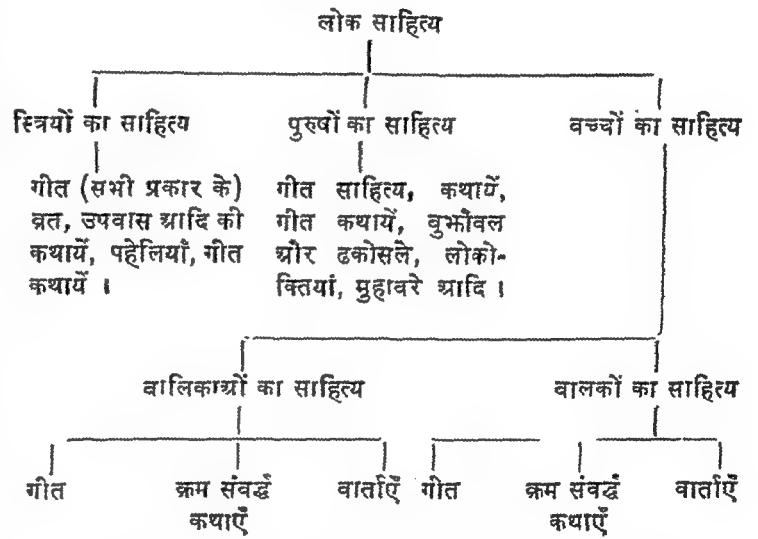 लोक साहित्य
स्त्रियों का साहित्य पुरुषों का साहित्य वच्चों का साहित्य
गीत (सभी प्रकार के)
व्रत, उपवास आदि की
कथायें, पहेलियाँ, गीत
कथायें ।
गीत साहित्य, कथायें,
गीत कथायें, वुझौवल
और ढकोसले, लोको-
क्तियां, मुहावरे आदि ।
वालिकाओं का साहित्य वालकों का साहित्य
गीत क्रम संवर्द्ध वार्ताएँ गीत क्रम संवर्द्ध वार्ताएँ
कथाएँ कथाएँ